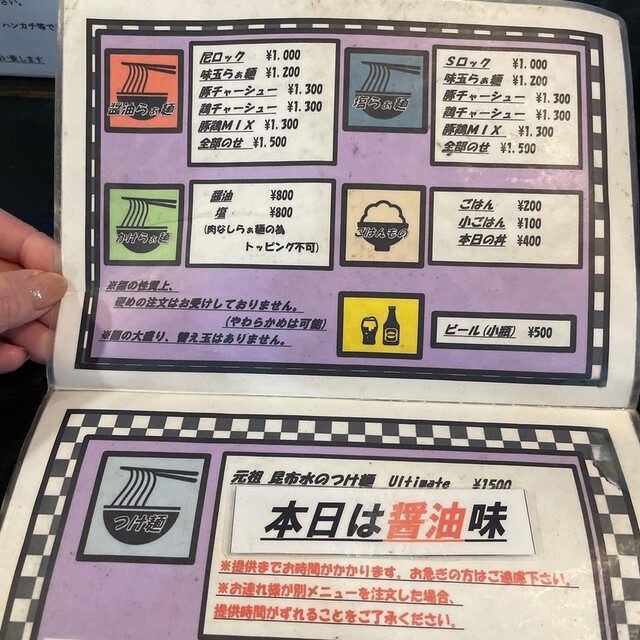 ハンカチ等で
さい。
い致します
醤油らぁ麺
尼ロック ¥1.000
味玉らぁ麺 ¥1.200
豚チャーシュー ¥1.300
鶏チャーシュー ¥1.300
豚鶏MIX ¥1.300
全部のせ ¥1.500
塩らぁ麺
Sロック ¥1.000
味玉らぁ麺 ¥1.200
豚チャーシュー ¥1.300
鶏チャーシュー ¥1.300
豚鶏MIX ¥1.300
全部のせ ¥1.500
かけらぁ麺
醤油 ¥800
塩 ¥800
(肉なしらぁ麺の為
トッピング不可)
ごはんもの
ごはん ¥200
小ごはん ¥100
本日の丼 ¥400
※麺の性質上、
硬めの注文はお受けしておりません。
(やわらかめは可能)
※麺の大盛り、替え玉はありません。
ビール(小瓶) ¥500
つけ麺
元祖 昆布水のつけ麺 Ultimate ¥1500
本日は醤油味
※提供までお時間がかかります。お急ぎの方はご遠慮下さい。
※お連れ様が別メニューを注文した場合、
提供時間がずれることをご了承ください。